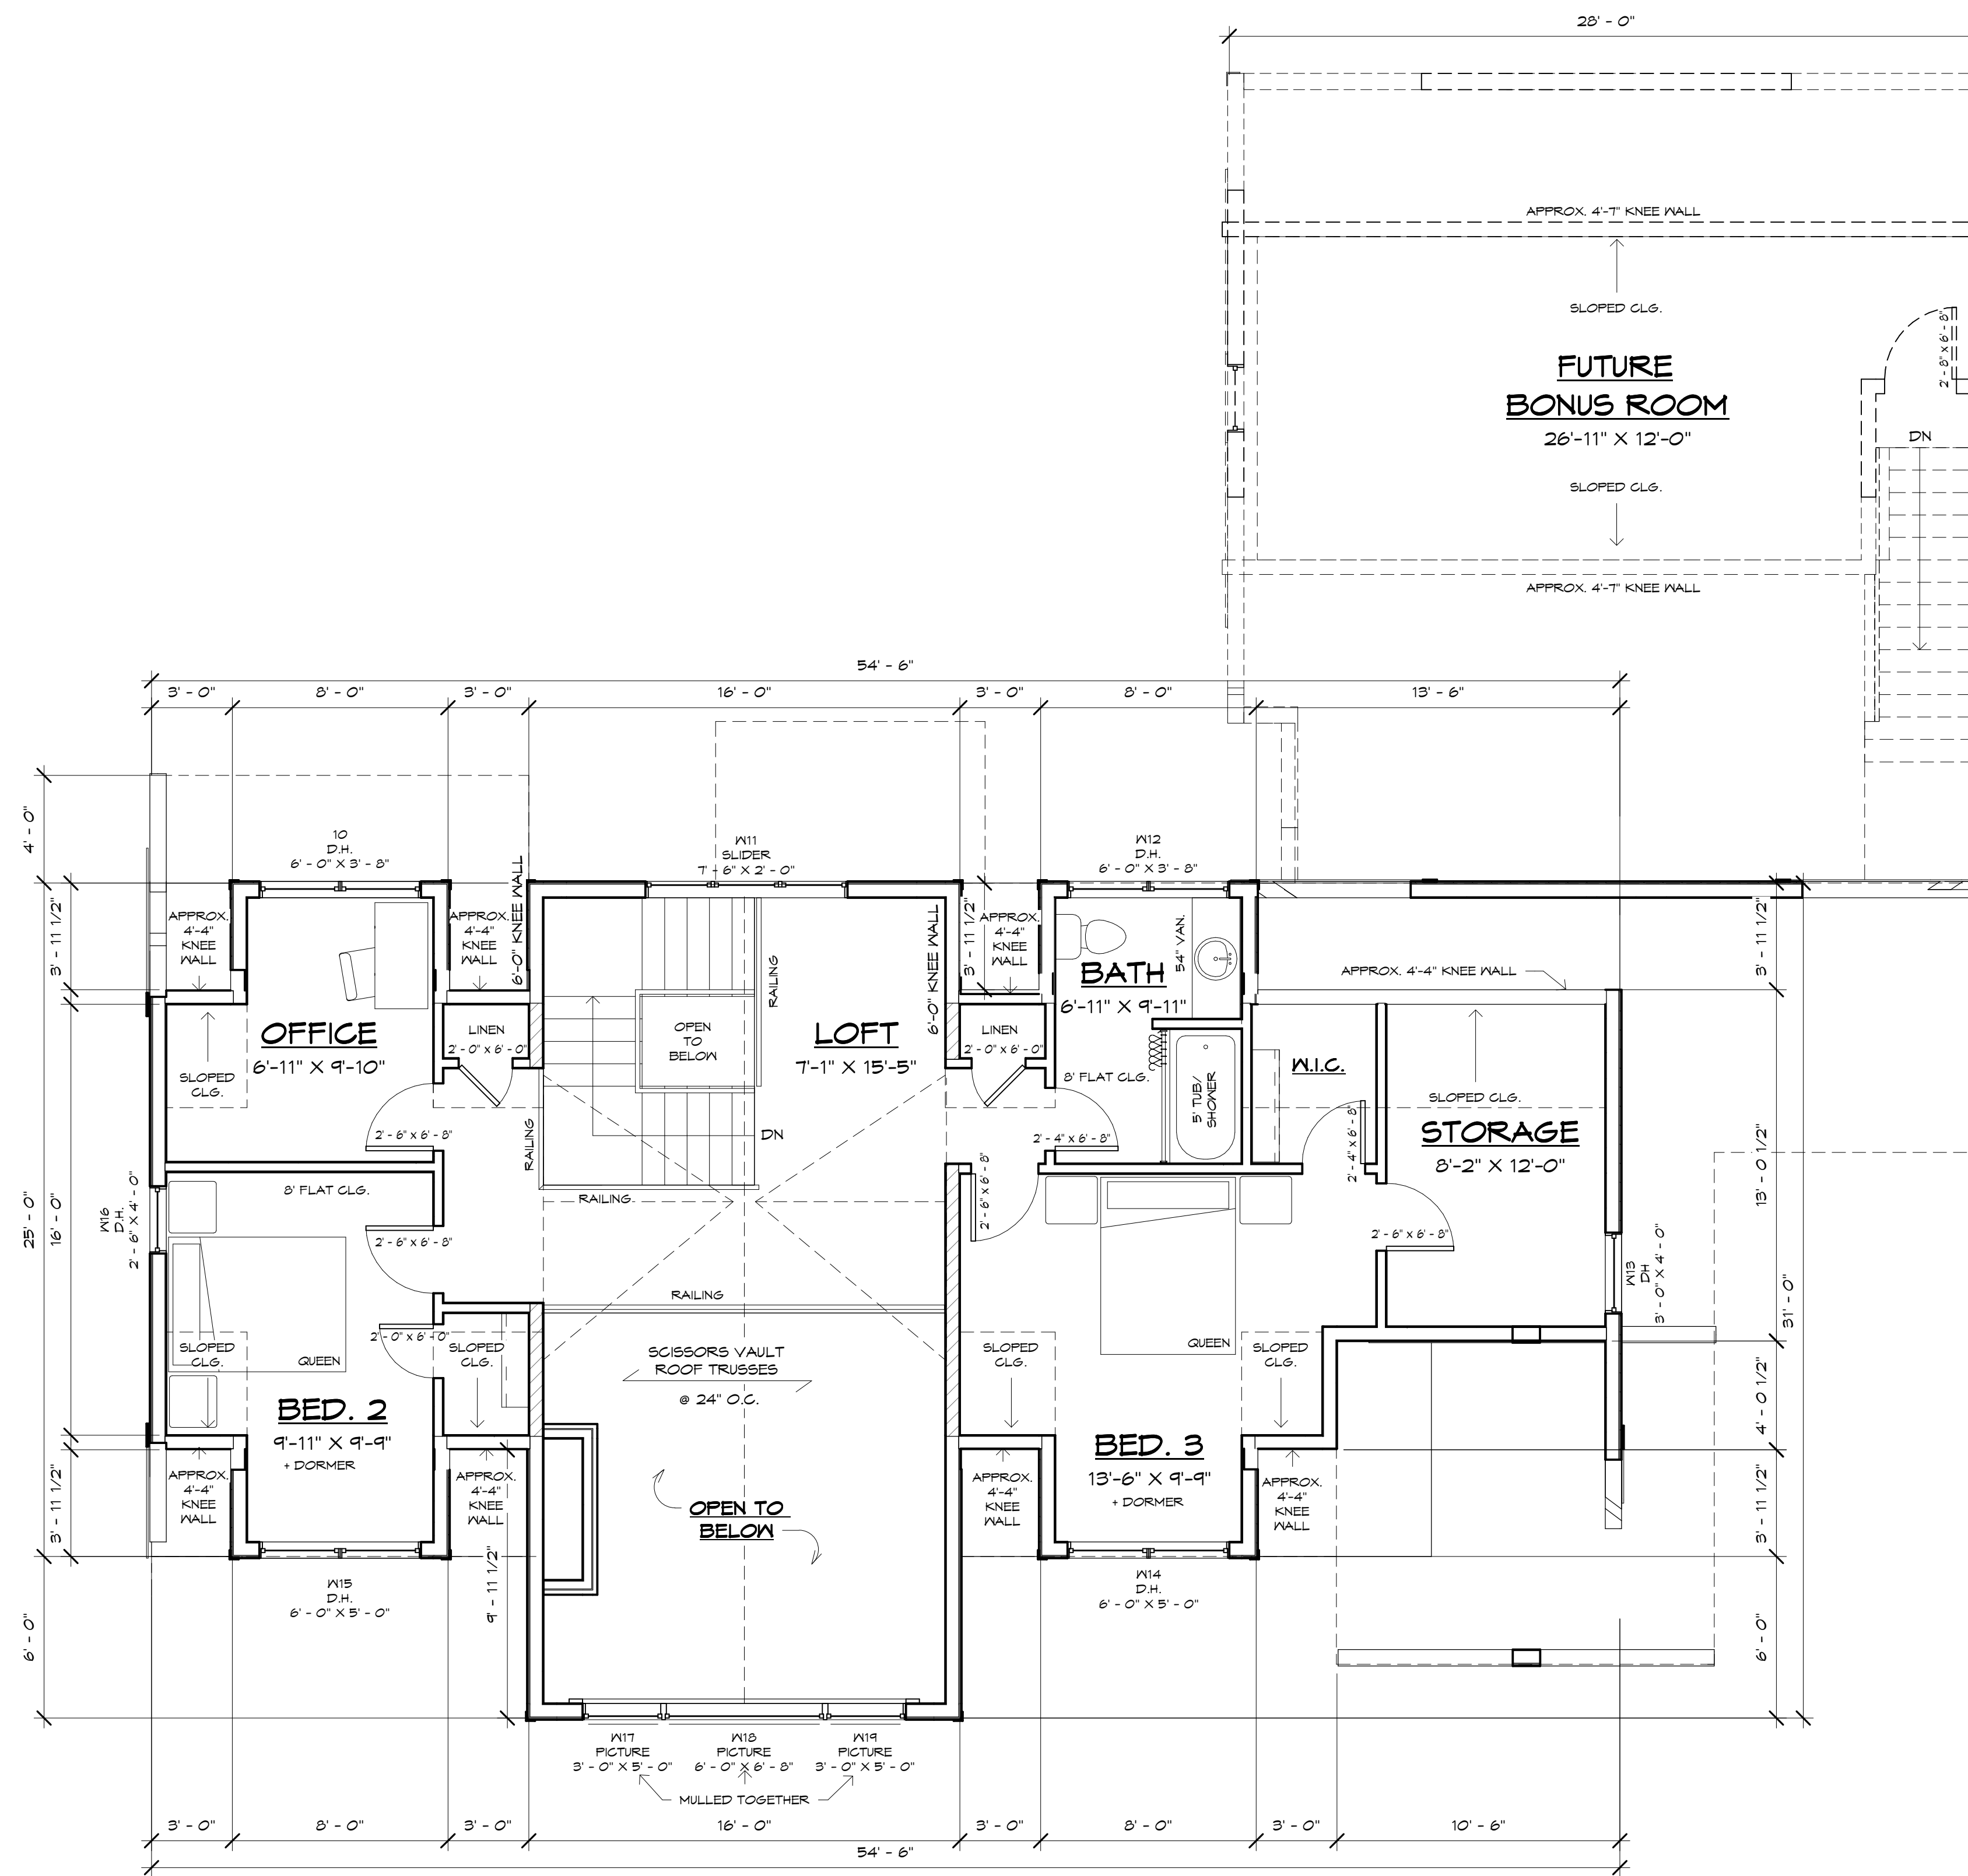 28' - 0"
APPROX. 4'-7" KNEE WALL
SLOPED CLG.
2' - 8" x 6' - 8"
FUTURE
BONUS ROOM
26'-11" X 12'-0"
DN
SLOPED CLG.
APPROX. 4'-7" KNEE WALL
54' - 6"
3' - 0"
8' - 0"
3' - 0"
16' - 0"
3' - 0"
8' - 0"
13' - 6"
4' - 0"
10
D.H.
6' - 0" X 3' - 8"
W11
SLIDER
7' - 6" X 2' - 0"
W12
D.H.
6' - 0" X 3' - 8"
3' - 11 1/2"
APPROX.
4'-4"
KNEE
WALL
APPROX.
4'-4"
KNEE
WALL
6'-0" KNEE WALL
RAILING
6'-0" KNEE WALL
3' - 11 1/2"
APPROX.
4'-4"
KNEE
WALL
54" VAN.
BATH
6'-11" X 9'-11"
APPROX. 4'-4" KNEE WALL
3' - 11 1/2"
OFFICE
6'-11" X 9'-10"
SLOPED
CLG.
LINEN
2' - 0" x 6' - 0"
OPEN
TO
BELOW
LOFT
7'-1" X 15'-5"
LINEN
2' - 0" x 6' - 0"
8' FLAT CLG.
5' TUB/
SHOWER
W.I.C.
SLOPED CLG.
STORAGE
8'-2" X 12'-0"
2' - 6" x 6' - 8"
RAILING
DN
2' - 4" x 6' - 8"
2' - 4" x 6' - 8"
13' - 0 1/2"
25' - 0"
16' - 0"
W16
D.H.
2' - 6" X 4' - 0"
8' FLAT CLG.
RAILING
2' - 6" x 6' - 8"
2' - 6" x 6' - 8"
2' - 6" x 6' - 8"
W13
DH
3' - 0" X 4' - 0"
31' - 0"
RAILING
2' - 0" x 6' - 0"
SLOPED
CLG.
QUEEN
SLOPED
CLG.
SCISSORS VAULT
ROOF TRUSSES
@ 24" O.C.
SLOPED
CLG.
QUEEN
SLOPED
CLG.
4' - 0 1/2"
BED. 2
9'-11" X 9'-9"
+ DORMER
BED. 3
13'-6" X 9'-9"
+ DORMER
3' - 11 1/2"
APPROX.
4'-4"
KNEE
WALL
APPROX.
4'-4"
KNEE
WALL
OPEN TO
BELOW
APPROX.
4'-4"
KNEE
WALL
APPROX.
4'-4"
KNEE
WALL
3' - 11 1/2"
9' - 11 1/2"
W15
D.H.
6' - 0" X 5' - 0"
W14
D.H.
6' - 0" X 5' - 0"
6' - 0"
6' - 0"
W17
PICTURE
3' - 0" X 5' - 0"
W18
PICTURE
6' - 0" X 6' - 8"
W19
PICTURE
3' - 0" X 5' - 0"
MULLED TOGETHER
3' - 0"
8' - 0"
3' - 0"
16' - 0"
3' - 0"
8' - 0"
3' - 0"
10' - 6"
54' - 6"